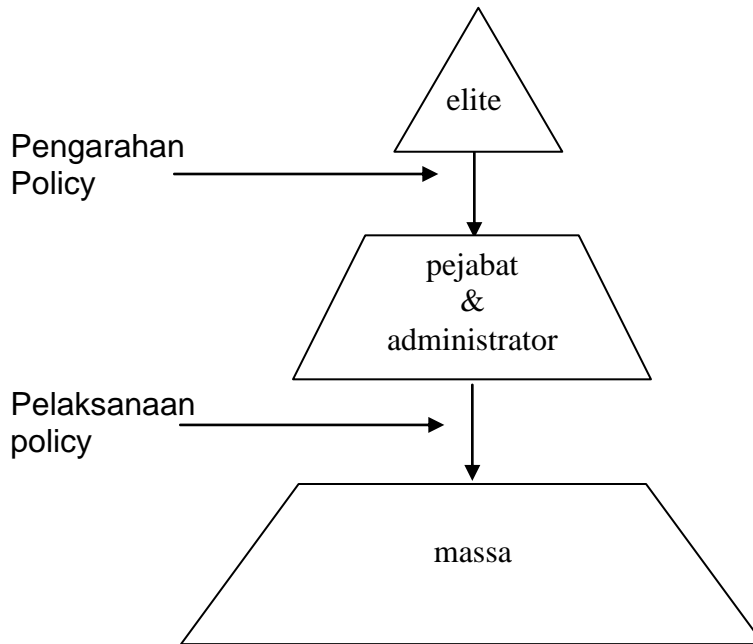 elite
Pengarahan
Policy
pejabat
&
administrator
Pelaksanaan
policy
massa